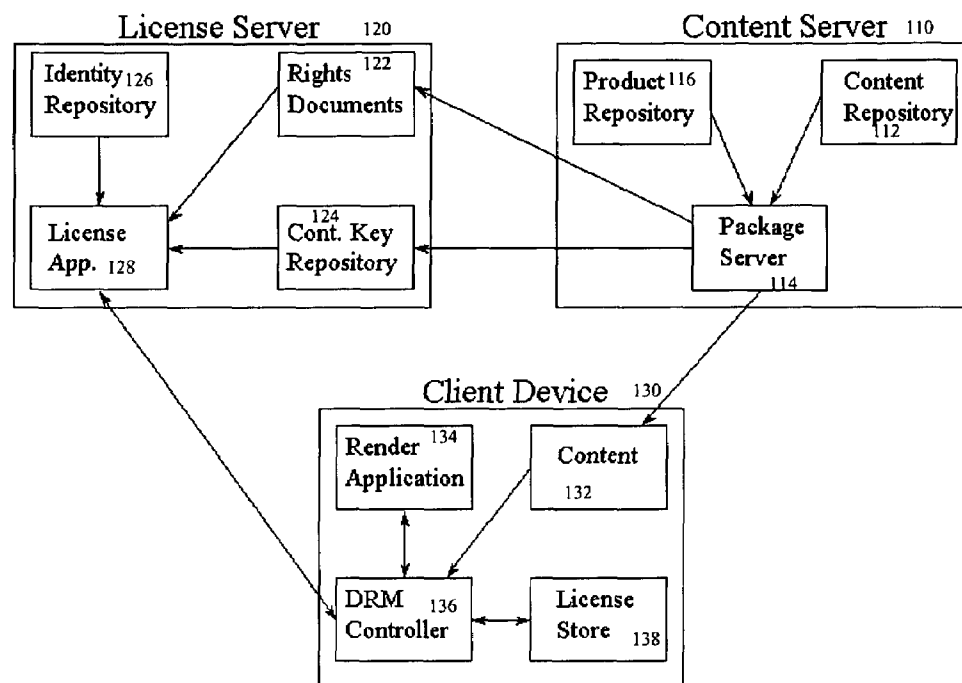 License Server 120
Content Server 110
Identity 126
Repository
122
Rights
Documents
Product 116
Repository
Content
Repository
112
License
App. 128
124
Cont. Key
Repository
Package
Server
114
Client Device 130
Render 134
Application
Content
132
DRM 136
Controller
License
Store 138